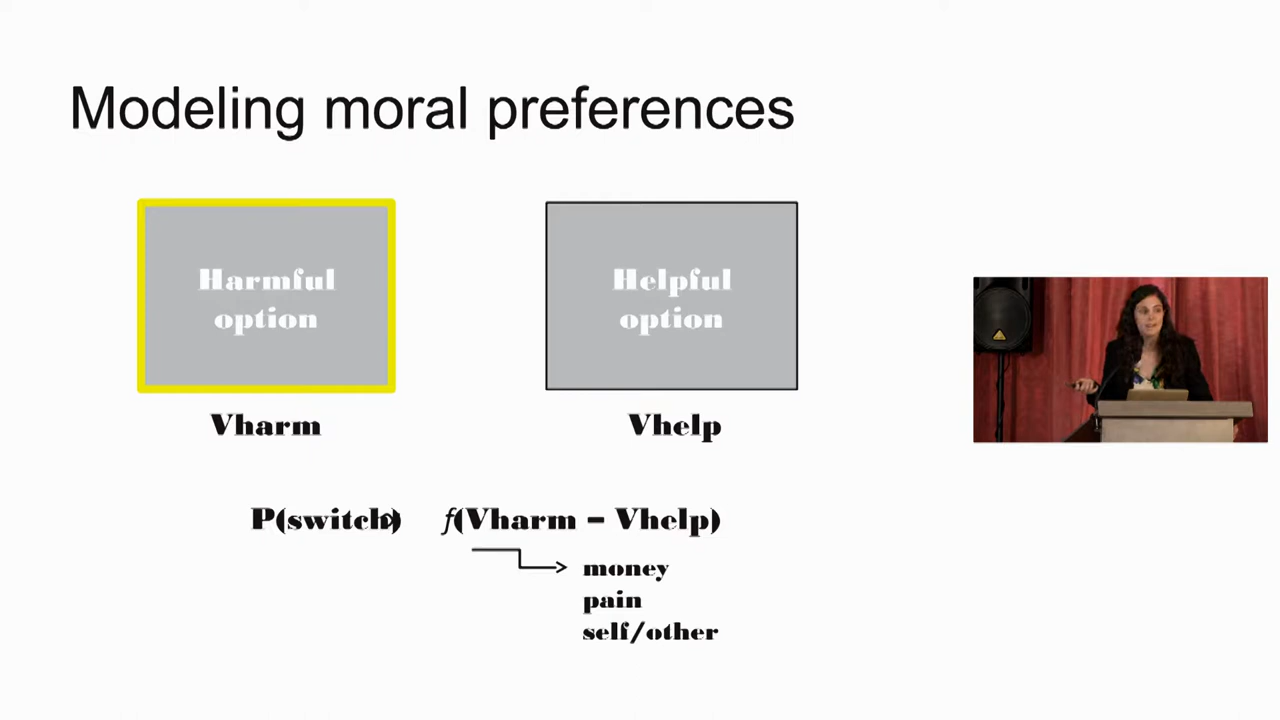 Modeling moral preferences
Harmful
option
Helpful
option
Vharm
Vhelp
P(switch) f(Vharm – Vhelp)
money
pain
self/other